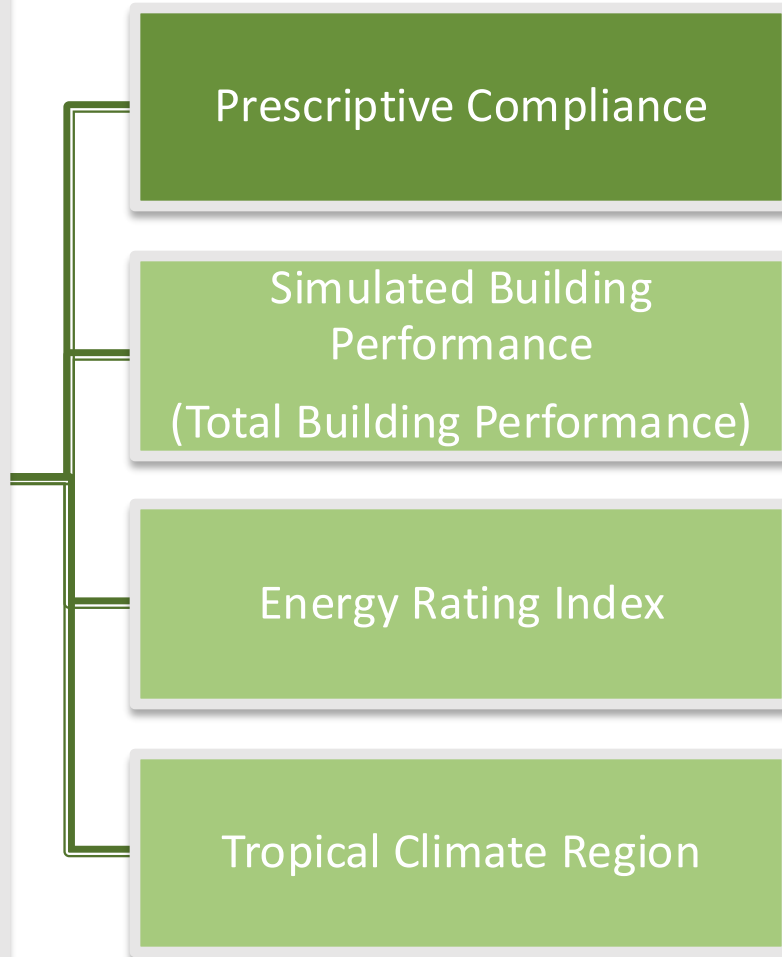 Prescriptive Compliance
Simulated Building
Performance
(Total Building Performance)
Energy Rating Index
Tropical Climate Region